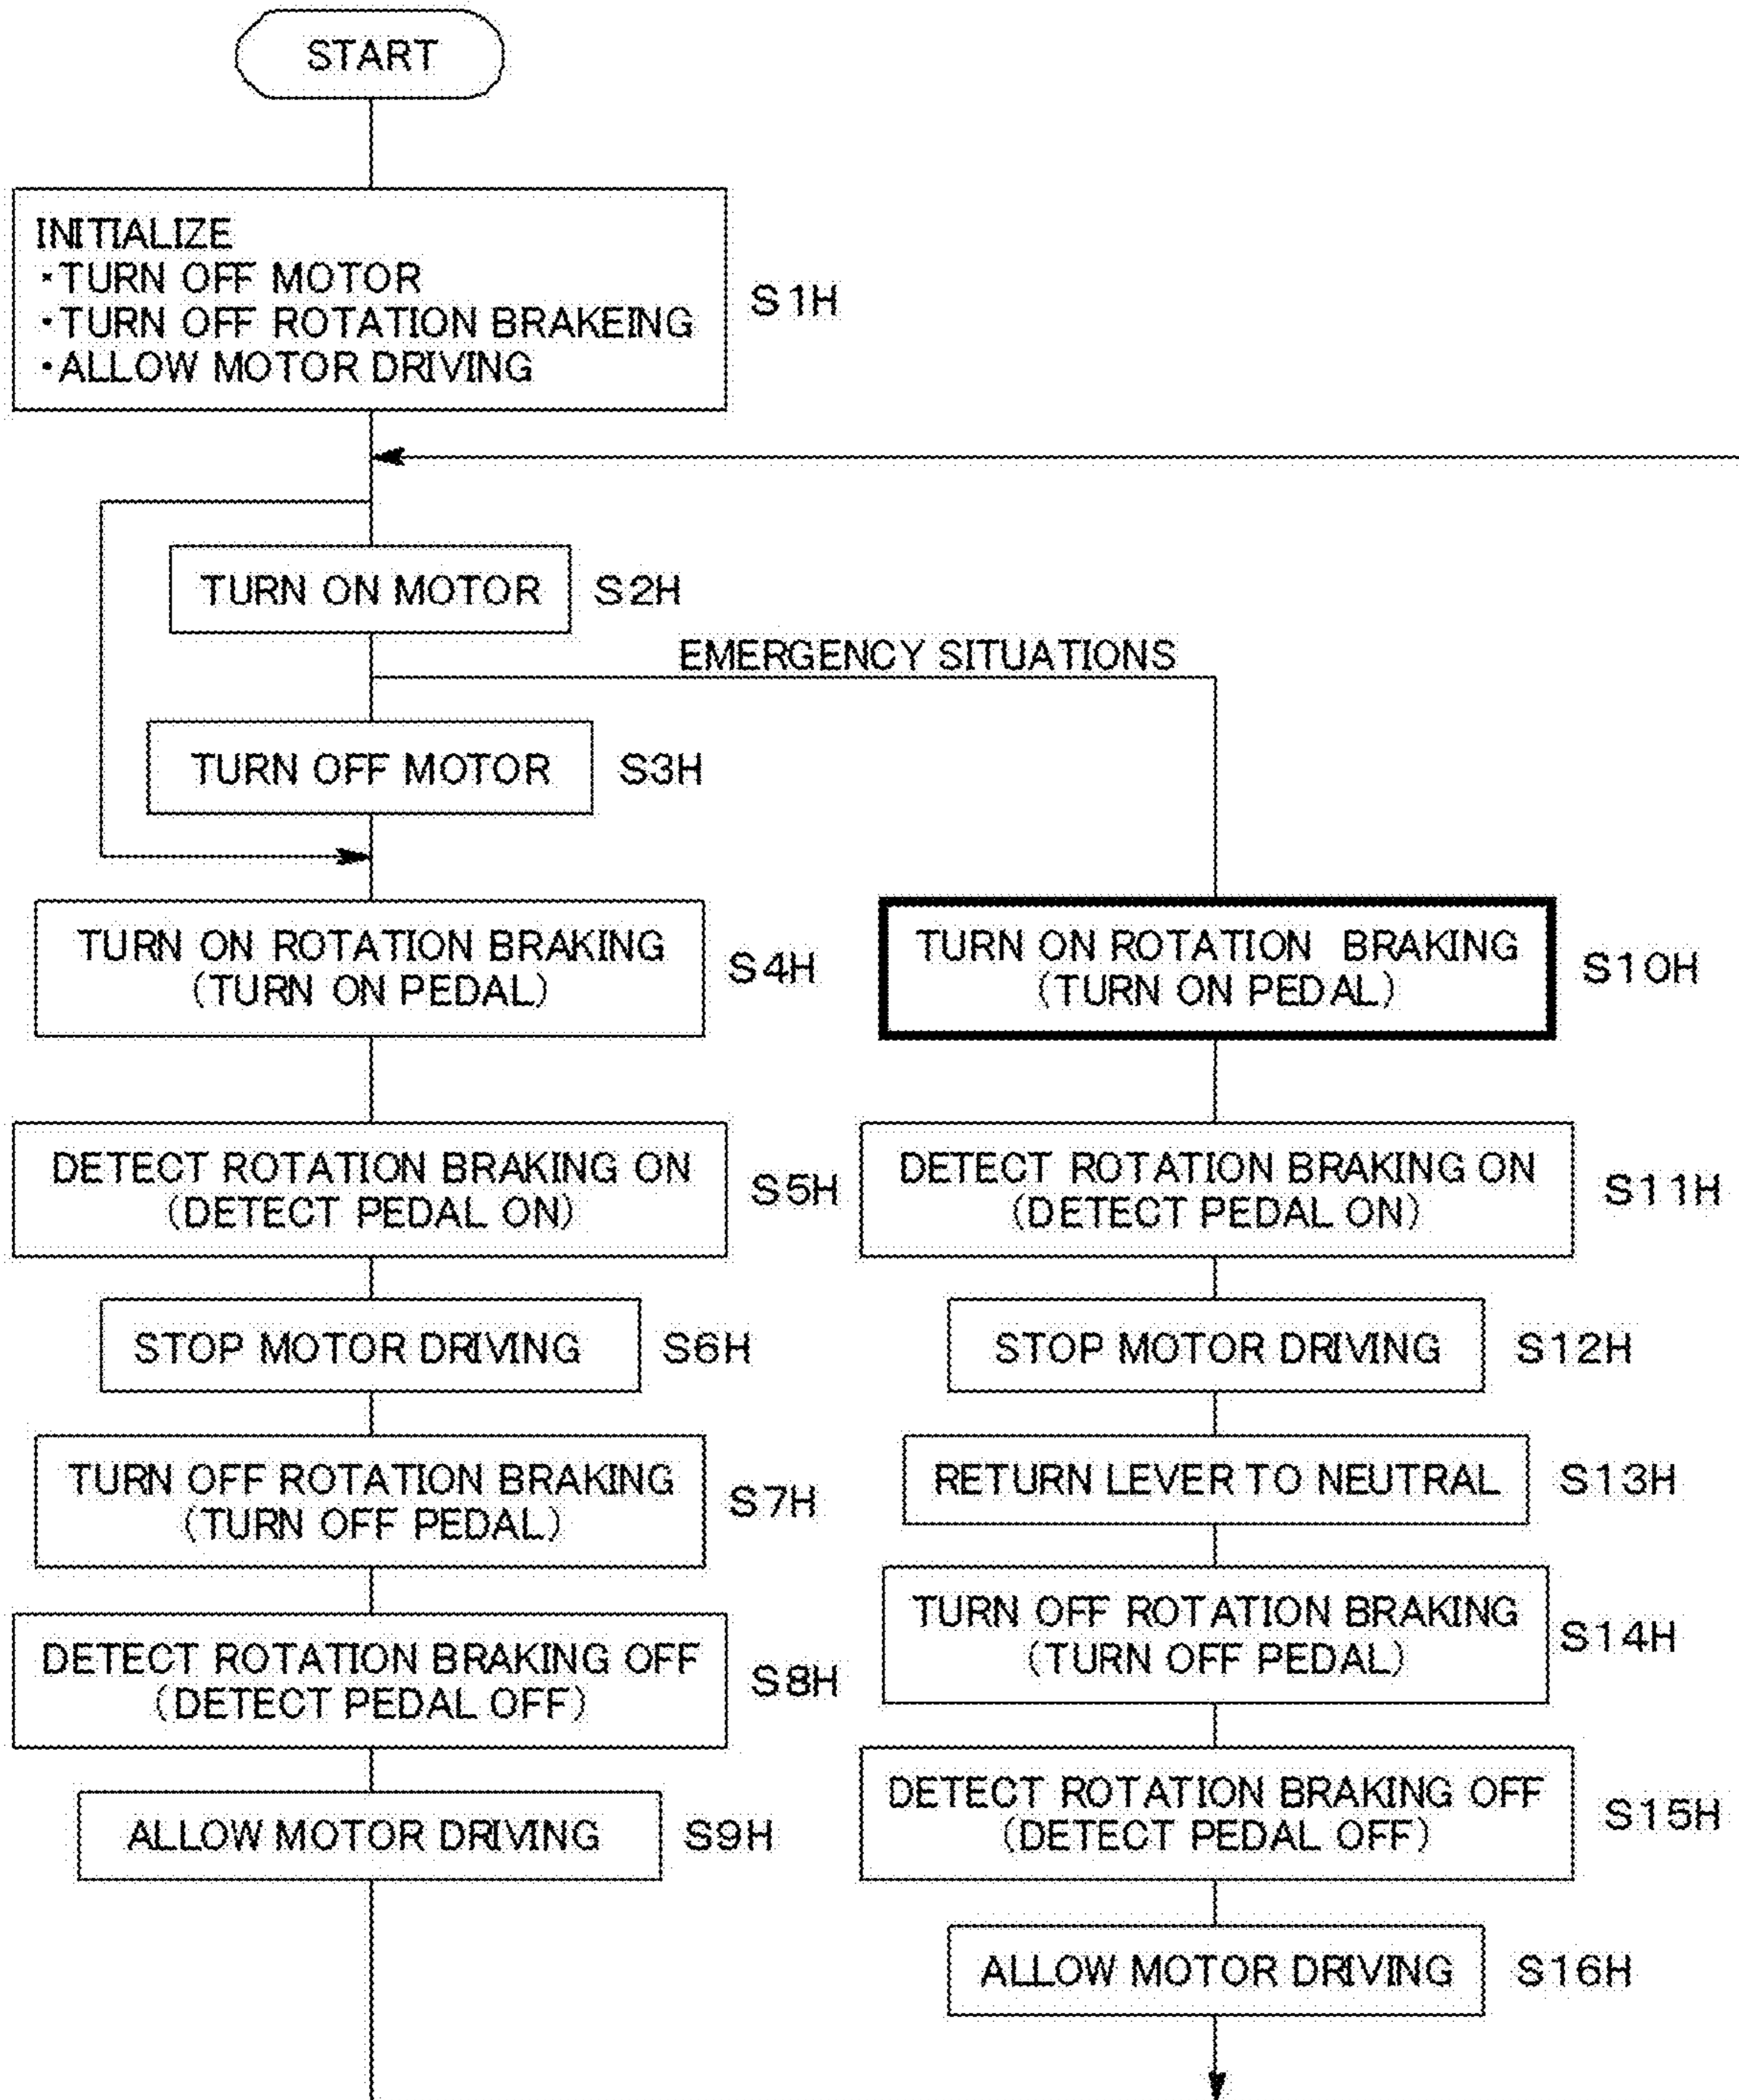 START
INITIALIZE
・TURN OFF MOTOR
・TURN OFF ROTATION BRAKEING
・ALLOW MOTOR DRIVING
S1H
TURN ON MOTOR
S2H
EMERGENCY SITUATIONS
TURN OFF MOTOR
S3H
TURN ON ROTATION BRAKING
(TURN ON PEDAL)
S4H
TURN ON ROTATION BRAKING
(TURN ON PEDAL)
S10H
DETECT ROTATION BRAKING ON
(DETECT PEDAL ON)
S5H
DETECT ROTATION BRAKING ON
(DETECT PEDAL ON)
S11H
STOP MOTOR DRIVING
S6H
STOP MOTOR DRIVING
S12H
TURN OFF ROTATION BRAKING
(TURN OFF PEDAL)
S7H
RETURN LEVER TO NEUTRAL
S13H
TURN OFF ROTATION BRAKING
(TURN OFF PEDAL)
S14H
DETECT ROTATION BRAKING OFF
(DETECT PEDAL OFF)
S8H
DETECT ROTATION BRAKING OFF
(DETECT PEDAL OFF)
S15H
ALLOW MOTOR DRIVING
S9H
ALLOW MOTOR DRIVING
S16H